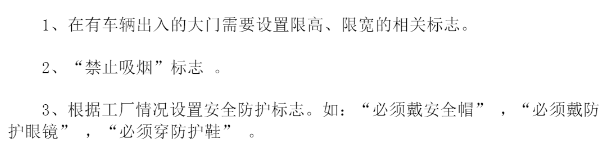 1、在有车辆出入的大门需要设置限高、限宽的相关标志。
2、“禁止吸烟”标志 。
3、根据工厂情况设置安全防护标志。如：“必须戴安全帽” ，“必须戴防
护眼镜” ，“必须穿防护鞋” 。